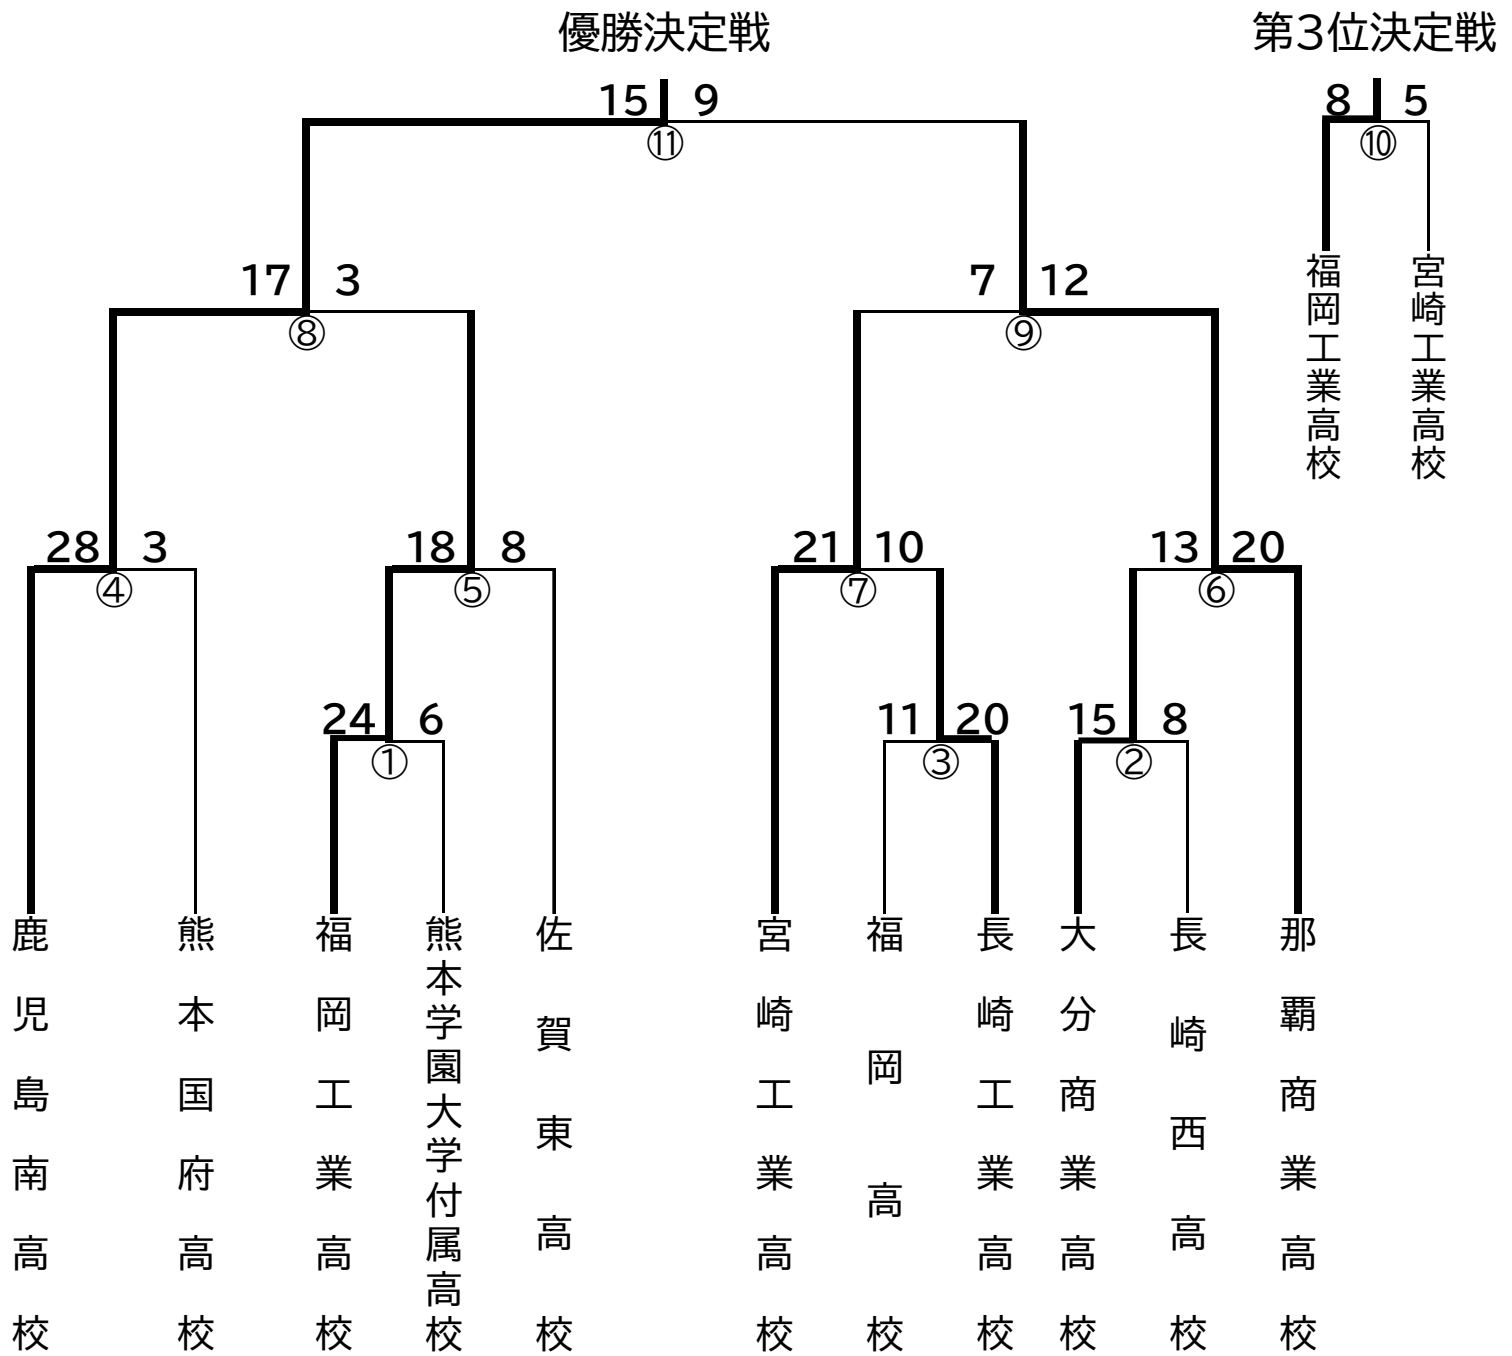 優勝決定戦
第3位決定戦
15 9
⑪
8 5
⑩
福岡工業高校
宮崎工業高校
17 3
⑧
7 12
⑨
28 3
④
18 8
⑤
21 10
⑦
13 20
⑥
24 6
①
11 20
③
15 8
②
鹿児島南高校
熊本国府高校
福岡工業高校
熊本学園大学付属高校
佐賀東高校
宮崎工業高校
福岡高校
長崎工業高校
大分商業高校
長崎西高校
那覇商業高校